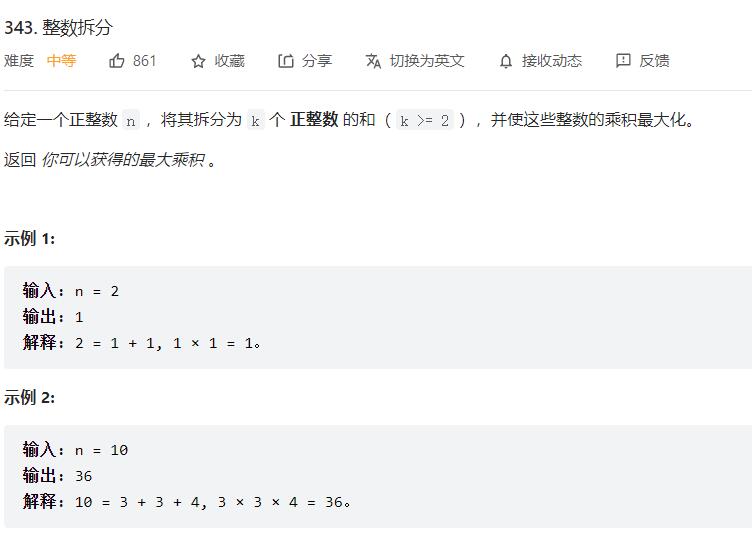 343. 整数拆分
难度 中等 861 收藏 分享 切换为英文 接收动态 反馈
给定一个正整数 n ，将其拆分为 k 个 正整数 的和（ k >= 2 ），并使这些整数的乘积最大化。
返回 你可以获得的最大乘积 。
示例 1:
输入：n = 2
输出：1
解释：2 = 1 + 1, 1 × 1 = 1。
示例 2:
输入：n = 10
输出：36
解释：10 = 3 + 3 + 4, 3 × 3 × 4 = 36。